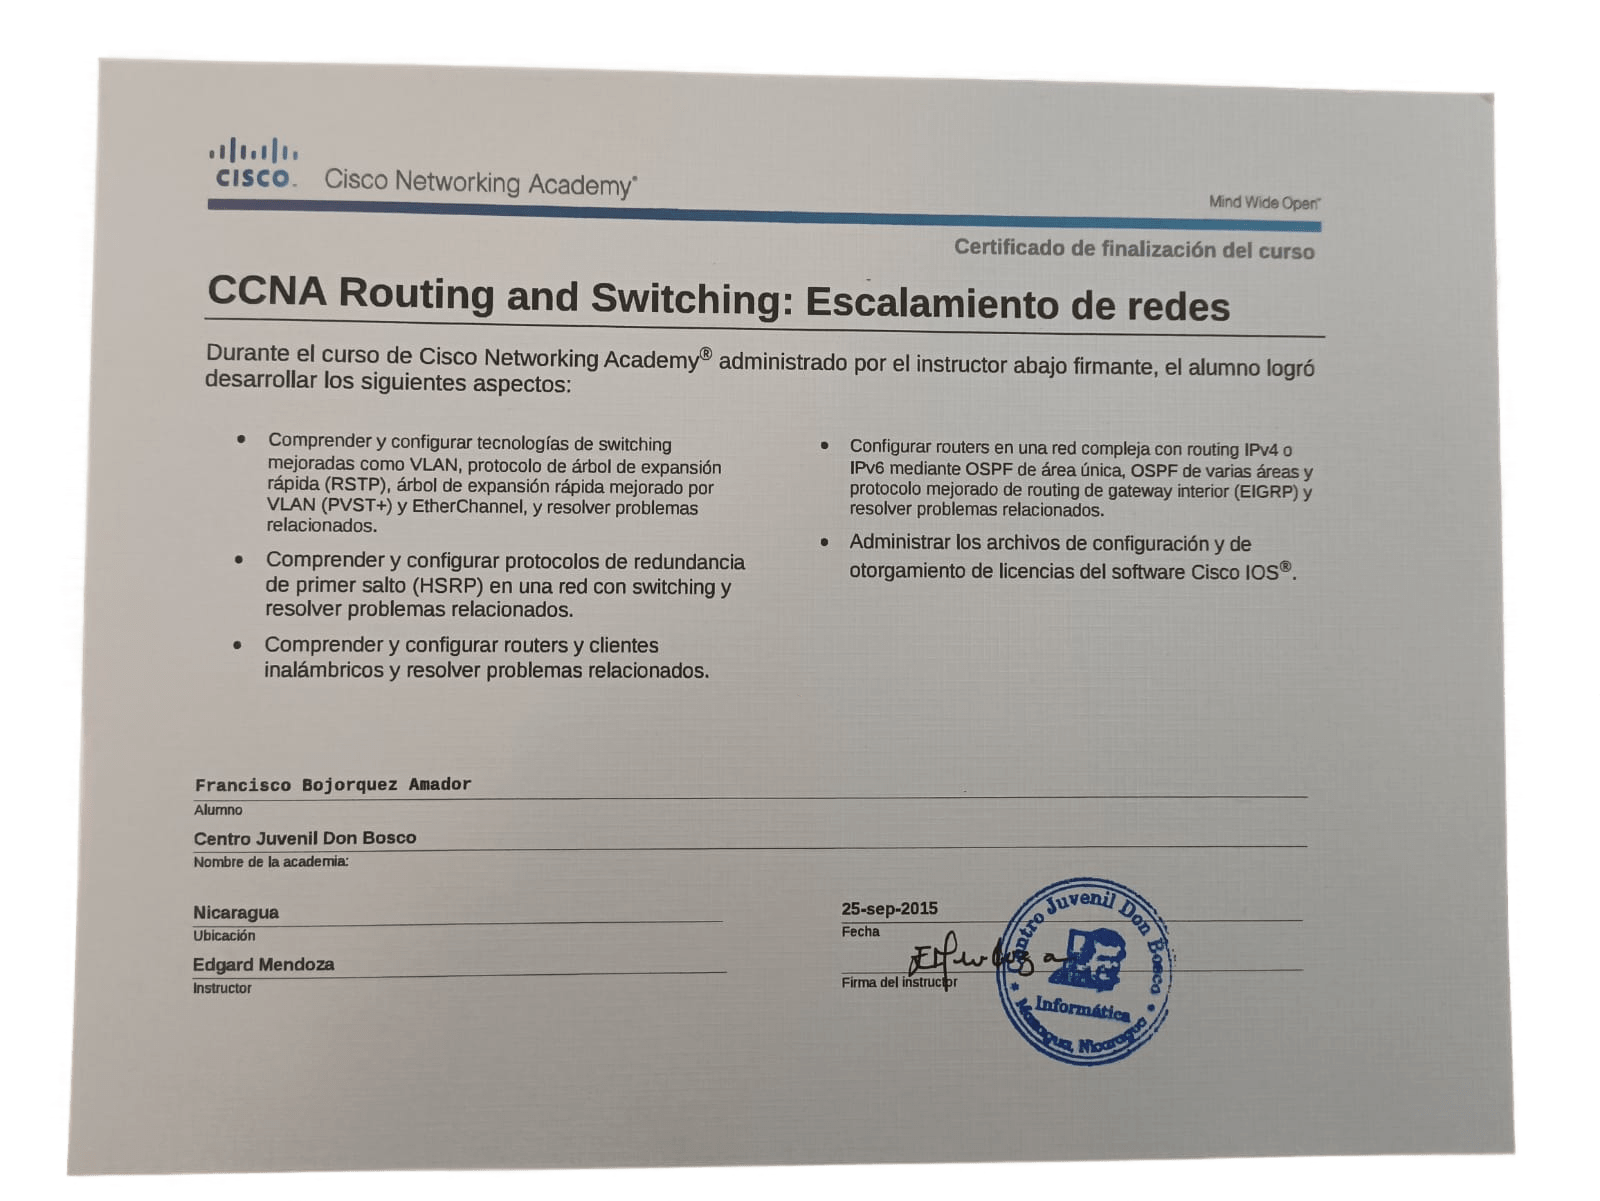 CISCO
Cisco Networking Academy®
Mind Wide Open™
Certificado de finalización del curso
CCNA Routing and Switching: Escalamiento de redes
Durante el curso de Cisco Networking Academy® administrado por el instructor abajo firmante, el alumno logró
desarrollar los siguientes aspectos:
• Comprender y configurar tecnologías de switching
mejoradas como VLAN, protocolo de árbol de expansión
rápida (RSTP), árbol de expansión rápida mejorado por
VLAN (PVST+) y EtherChannel, y resolver problemas
relacionados.
• Comprender y configurar protocolos de redundancia
de primer salto (HSRP) en una red con switching y
resolver problemas relacionados.
• Comprender y configurar routers y clientes
inalámbricos y resolver problemas relacionados.
• Configurar routers en una red compleja con routing IPv4 o
IPv6 mediante OSPF de área única, OSPF de varias áreas y
protocolo mejorado de routing de gateway interior (EIGRP) y
resolver problemas relacionados.
• Administrar los archivos de configuración y de
otorgamiento de licencias del software Cisco IOS®.
Francisco Bojorquez Amador
Alumno
Centro Juvenil Don Bosco
Nombre de la academia:
Nicaragua
Ubicación
Edgard Mendoza
Instructor
25-sep-2015
Fecha
Firma del instructor
Centro Juvenil Don Bosco
Informática
Managua, Nicaragua